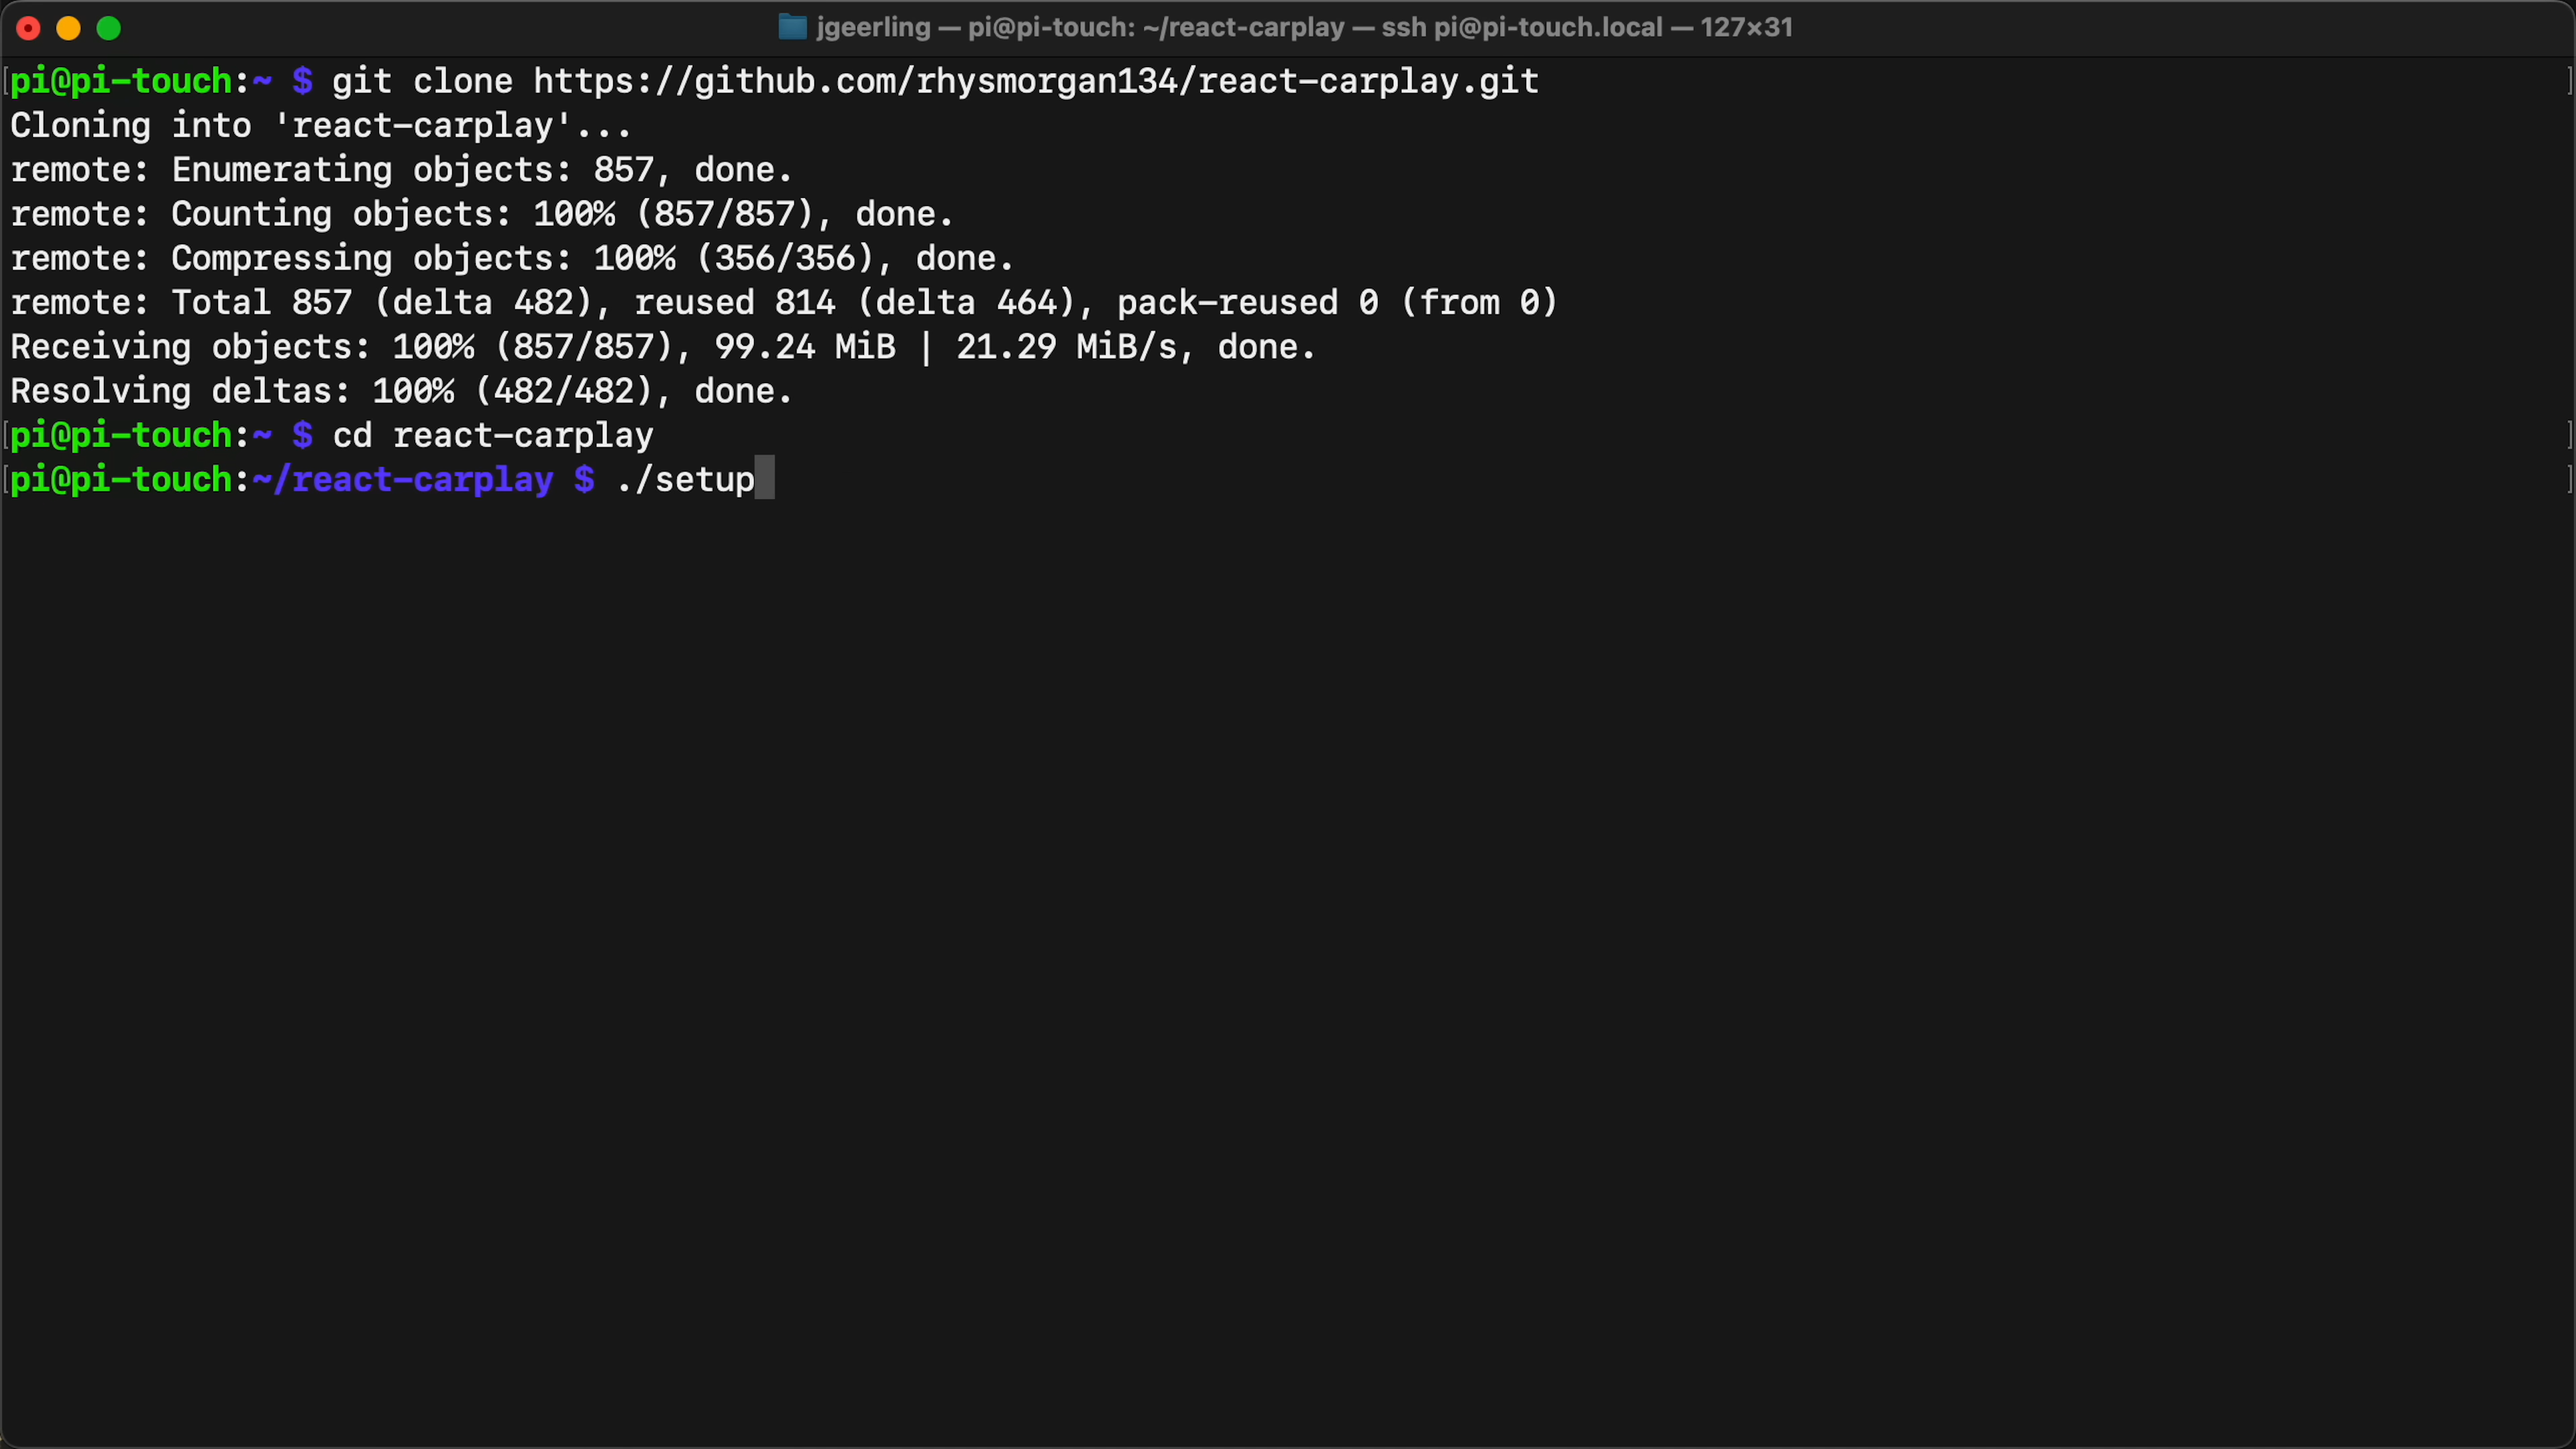 jgeerling — pi@pi-touch: ~/react-carplay — ssh pi@pi-touch.local — 127×31
[pi@pi-touch:~ $ git clone https://github.com/rhysmorgan134/react-carplay.git ]
Cloning into 'react-carplay'...
remote: Enumerating objects: 857, done.
remote: Counting objects: 100% (857/857), done.
remote: Compressing objects: 100% (356/356), done.
remote: Total 857 (delta 482), reused 814 (delta 464), pack-reused 0 (from 0)
Receiving objects: 100% (857/857), 99.24 MiB | 21.29 MiB/s, done.
Resolving deltas: 100% (482/482), done.
[pi@pi-touch:~ $ cd react-carplay ]
[pi@pi-touch:~/react-carplay $ ./setup ]